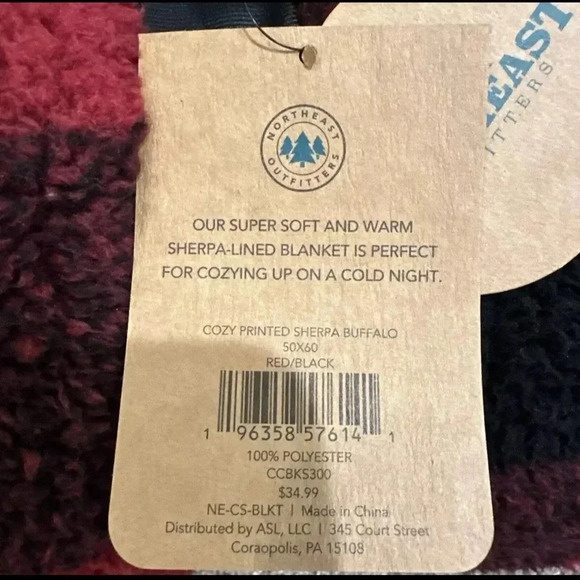 NORTHEAST
OUTFITTERS
OUR SUPER SOFT AND WARM
SHERPA-LINED BLANKET IS PERFECT
FOR COZYING UP ON A COLD NIGHT.
COZY PRINTED SHERPA BUFFALO
50X60
RED/BLACK
1 96358 57614 1
100% POLYESTER
CCBKS300
$34.99
NE-CS-BLKT | Made in China
Distributed by ASL, LLC | 345 Court Street
Coraopolis, PA 15108
EAST
TTERS